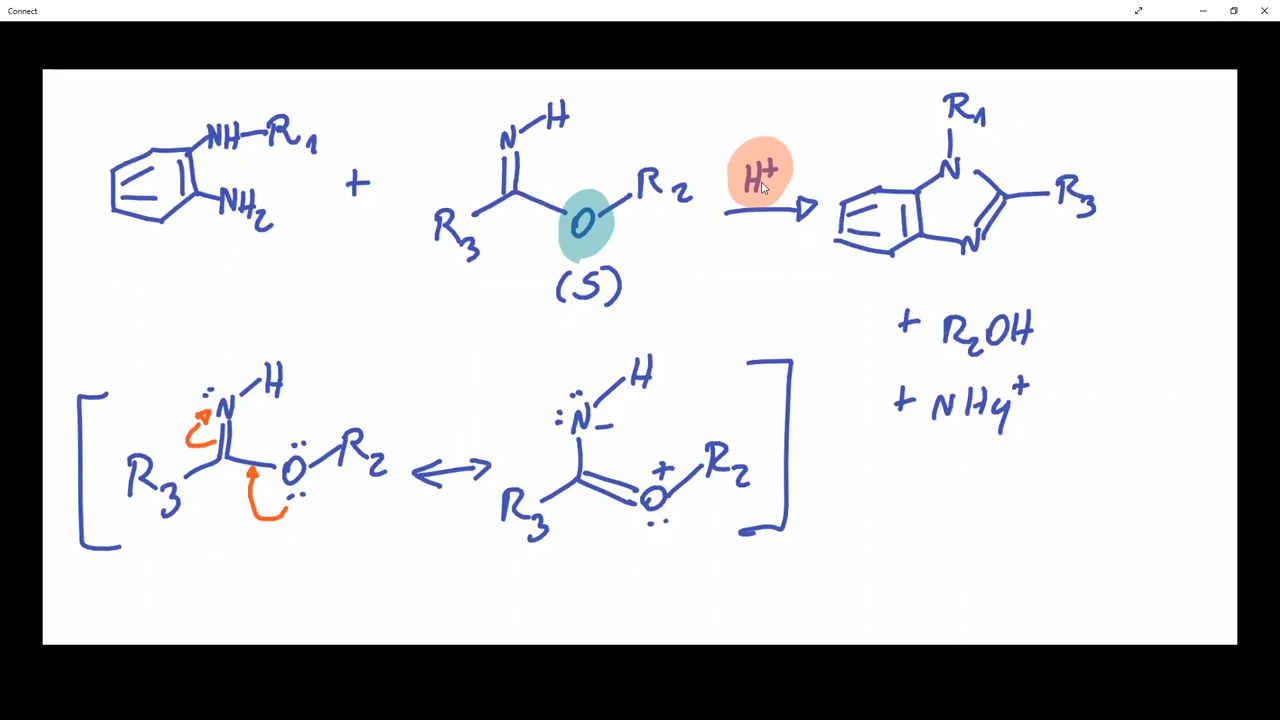 Connect
NH-R1
NH2
+
N-H
R3
O
R2
(S)
H+
R1
N
R3
N
+ R2OH
+ NH4+
N-H
R3
O
R2
N-H
R3
O+
R2